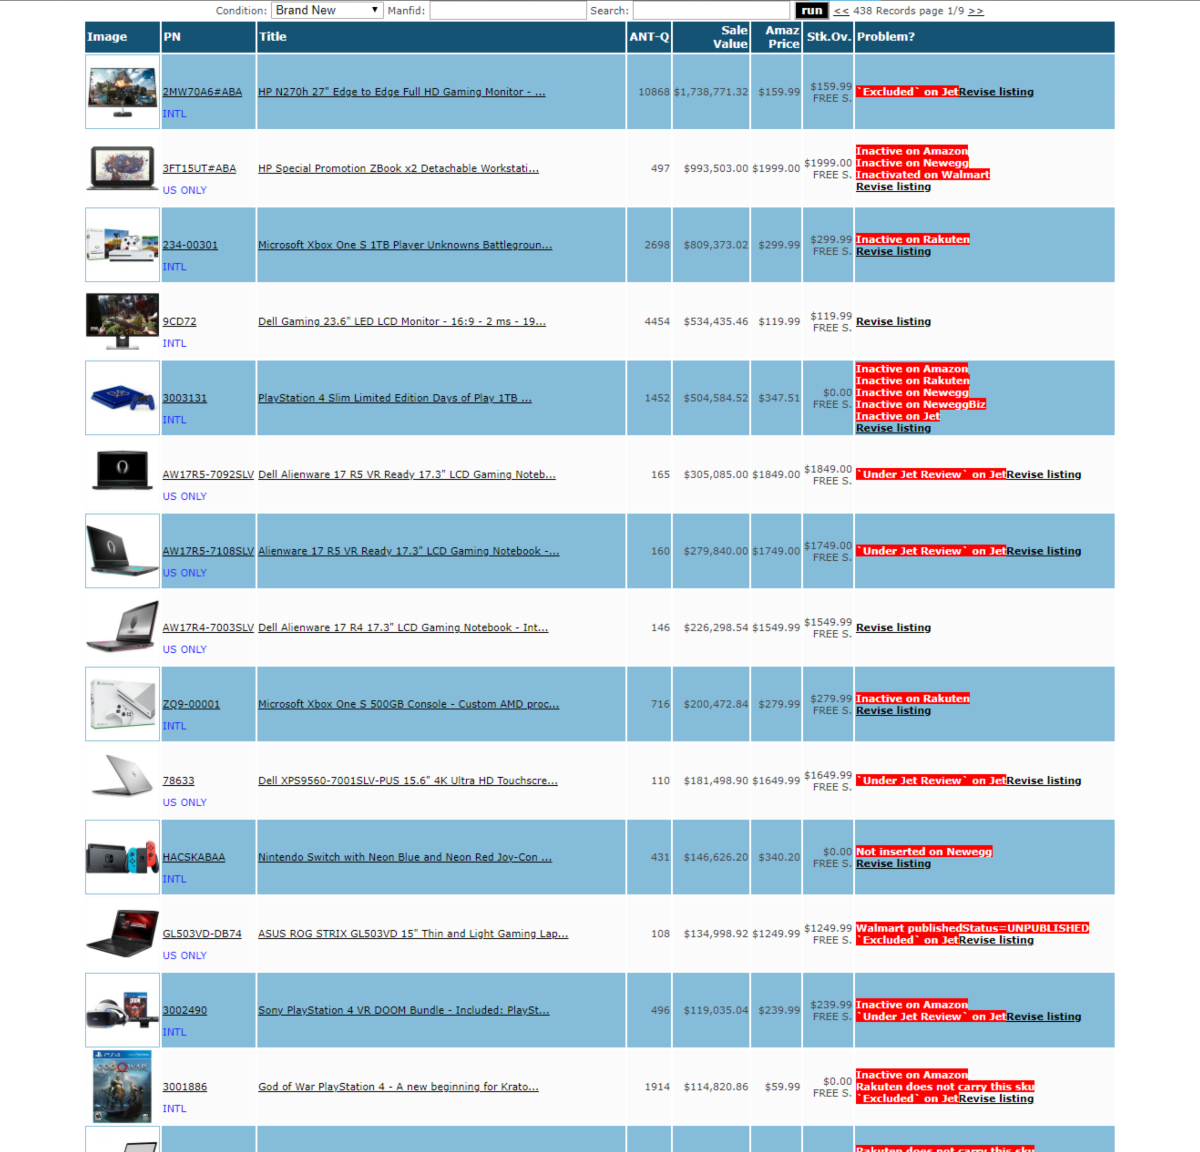 Condition: Brand New Manfid: Search: run << 438 Records page 1/9 >>
Image PN Title ANT-Q Sale Value Amaz Price Stk.Ov. Problem?
2MW70A6#ABA HP N270h 27" Edge to Edge Full HD Gaming Monitor - ... 10868 $1,738,771.32 $159.99 $159.99 FREE S. `Excluded` on JetRevise listing
INTL
3FT15UT#ABA HP Special Promotion ZBook x2 Detachable Workstati... 497 $993,503.00 $1999.00 $1999.00 FREE S. Inactive on Amazon
Inactive on Newegg
Inactivated on Walmart
Revise listing
US ONLY
234-00301 Microsoft Xbox One S 1TB Player Unknowns Battlegroun... 2698 $809,373.02 $299.99 $299.99 FREE S. Inactive on Rakuten
Revise listing
INTL
9CD72 Dell Gaming 23.6" LED LCD Monitor - 16:9 - 2 ms - 19... 4454 $534,435.46 $119.99 $119.99 FREE S. Revise listing
INTL
3003131 PlayStation 4 Slim Limited Edition Days of Play 1TB ... 1452 $504,584.52 $347.51 $0.00 FREE S. Inactive on Amazon
Inactive on Rakuten
Inactive on Newegg
Inactive on NeweggBiz
Inactive on Jet
Revise listing
INTL
AW17R5-7092SLV Dell Alienware 17 R5 VR Ready 17.3" LCD Gaming Noteb... 165 $305,085.00 $1849.00 $1849.00 FREE S. `Under Jet Review` on JetRevise listing
US ONLY
AW17R5-7108SLV Alienware 17 R5 VR Ready 17.3" LCD Gaming Notebook -... 160 $279,840.00 $1749.00 $1749.00 FREE S. `Under Jet Review` on JetRevise listing
US ONLY
AW17R4-7003SLV Dell Alienware 17 R4 17.3" LCD Gaming Notebook - Int... 146 $226,298.54 $1549.99 $1549.99 FREE S. Revise listing
US ONLY
ZQ9-00001 Microsoft Xbox One S 500GB Console - Custom AMD proc... 716 $200,472.84 $279.99 $279.99 FREE S. Inactive on Rakuten
Revise listing
INTL
78633 Dell XPS9560-7001SLV-PUS 15.6" 4K Ultra HD Touchscre... 110 $181,498.90 $1649.99 $1649.99 FREE S. `Under Jet Review` on JetRevise listing
US ONLY
HACSKABAA Nintendo Switch with Neon Blue and Neon Red Joy-Con ... 431 $146,626.20 $340.20 $0.00 FREE S. Not inserted on Newegg
Revise listing
INTL
GL503VD-DB74 ASUS ROG STRIX GL503VD 15" Thin and Light Gaming Lap... 108 $134,998.92 $1249.99 $1249.99 FREE S. Walmart publishedStatus=UNPUBLISHED
`Excluded` on JetRevise listing
US ONLY
3002490 Sony PlayStation 4 VR DOOM Bundle - Included: PlaySt... 496 $119,035.04 $239.99 $239.99 FREE S. Inactive on Amazon
`Under Jet Review` on JetRevise listing
INTL
PS4
GOD OF WAR
3001886 God of War PlayStation 4 - A new beginning for Krato... 1914 $114,820.86 $59.99 $0.00 FREE S. Inactive on Amazon
Rakuten does not carry this sku
`Excluded` on JetRevise listing
INTL
Rakuten does not carry this sku